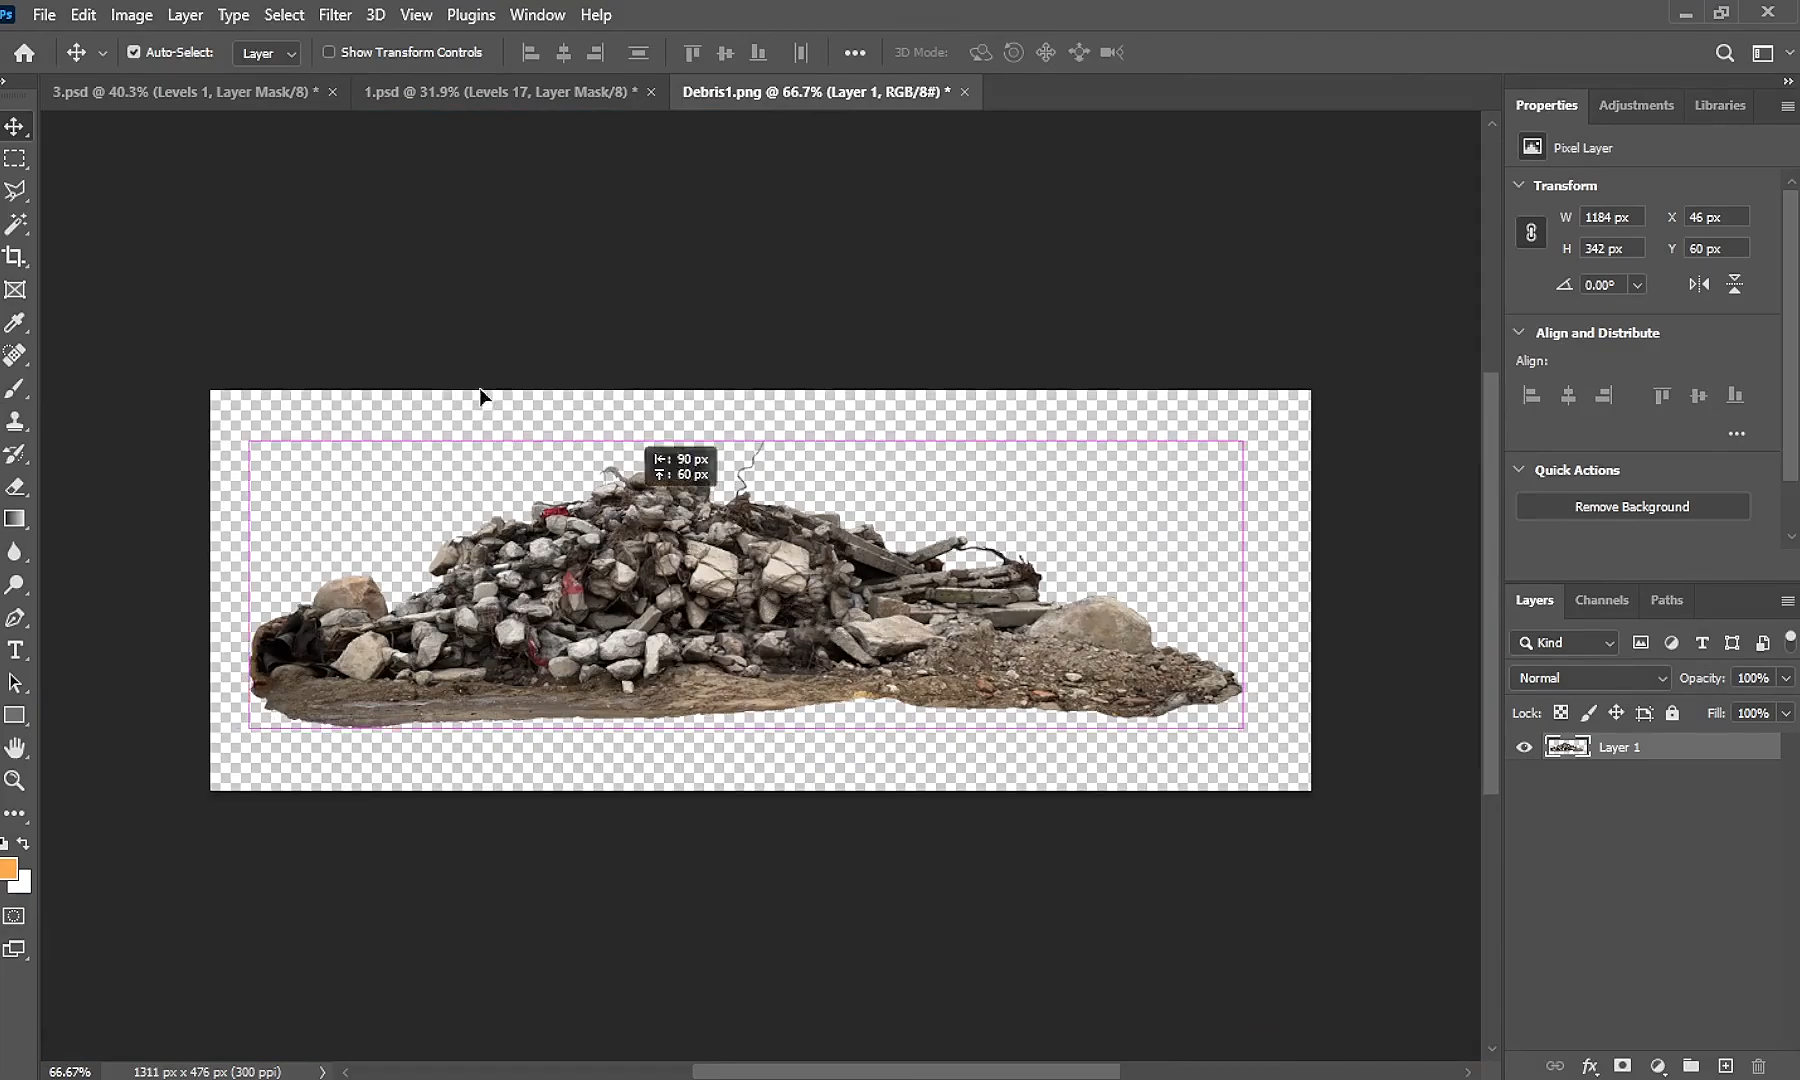 Ps File Edit Image Layer Type Select Filter 3D View Plugins Window Help
Auto-Select: Layer Show Transform Controls 3D Mode:
3.psd @ 40.3% (Levels 1, Layer Mask/8) * 1.psd @ 31.9% (Levels 17, Layer Mask/8) * Debris1.png @ 66.7% (Layer 1, RGB/8#) *
Properties Adjustments Libraries
Pixel Layer
Transform
W 1184 px X 46 px
H 342 px Y 60 px
0.00°
Align and Distribute
Align:
Quick Actions
Remove Background
: 90 px
: 60 px
Layers Channels Paths
Kind
Normal Opacity: 100%
Lock: Fill: 100%
Layer 1
66.67% 1311 px x 476 px (300 ppi)